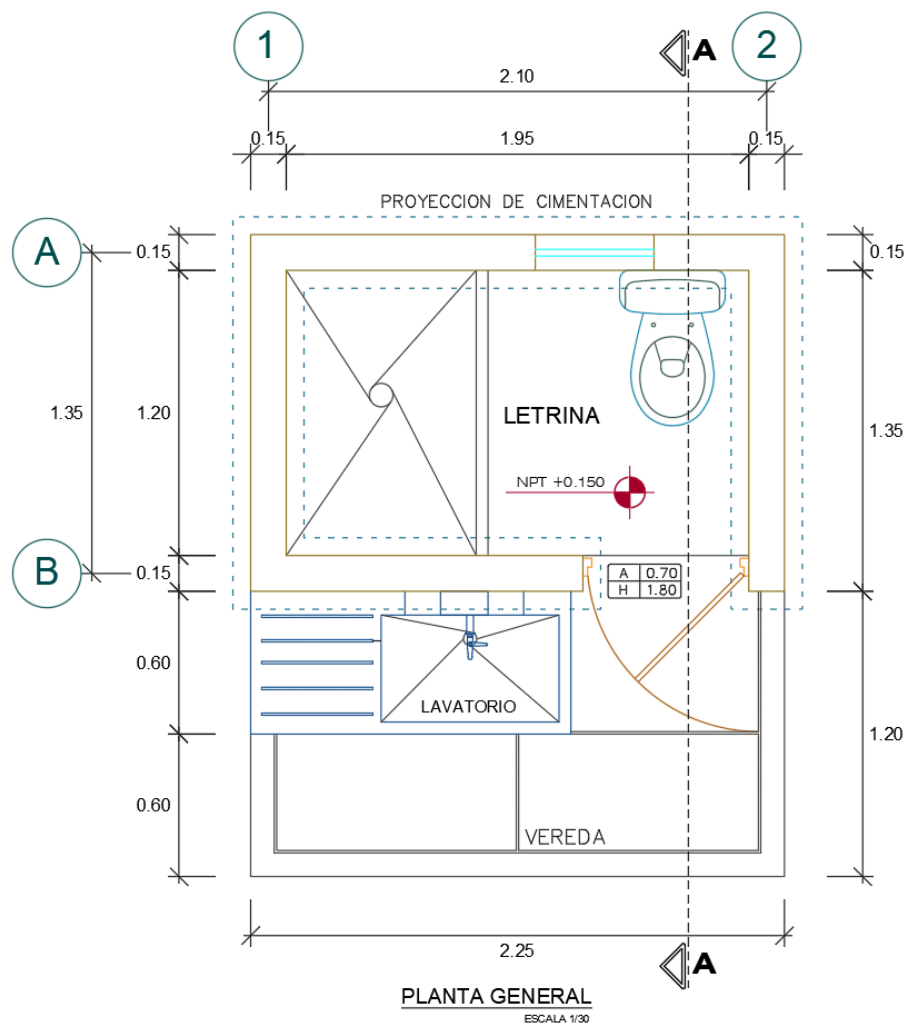 1
A
2
2.10
0.15
1.95
0.15
PROYECCION DE CIMENTACION
A
0.15
0.15
1.35
1.20
LETRINA
1.35
NPT +0.150
B
0.15
A 0.70
H 1.80
0.60
LAVATORIO
1.20
0.60
VEREDA
2.25
A
PLANTA GENERAL
ESCALA 1/30